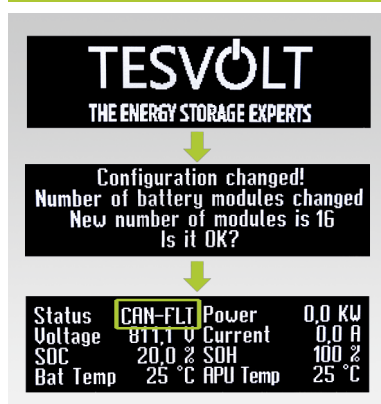 TESVOLT
THE ENERGY STORAGE EXPERTS
Configuration changed!
Number of battery modules changed
New number of modules is 16
Is it OK?
Status CAN-FLT Power 0,0 KW
Voltage 811,1 V Current 0,0 A
SOC 20,0 % SOH 100 %
Bat Temp 25 °C APU Temp 25 °C